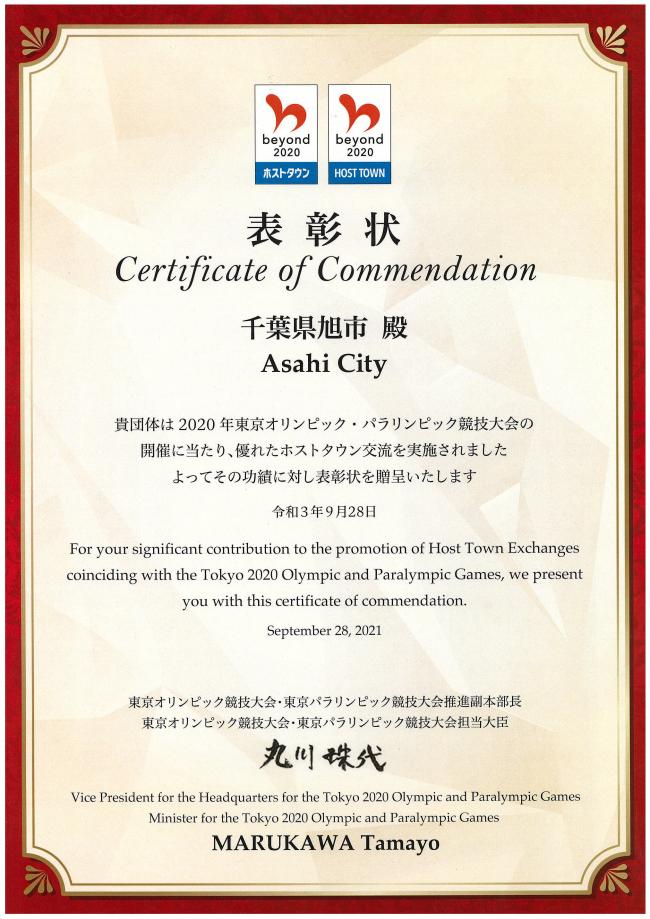 beyond
2020
ホストタウン
beyond
2020
HOST TOWN
表彰状
Certificate of Commendation
千葉県旭市 殿
Asahi City
貴団体は 2020 年東京オリンピック・パラリンピック競技大会の
開催に当たり、優れたホストタウン交流を実施されました
よってその功績に対し表彰状を贈呈いたします
令和3年9月28日
For your significant contribution to the promotion of Host Town Exchanges
coinciding with the Tokyo 2020 Olympic and Paralympic Games, we present
you with this certificate of commendation.
September 28, 2021
東京オリンピック競技大会・東京パラリンピック競技大会推進副本部長
東京オリンピック競技大会・東京パラリンピック競技大会担当大臣
丸川珠代
Vice President for the Headquarters for the Tokyo 2020 Olympic and Paralympic Games
Minister for the Tokyo 2020 Olympic and Paralympic Games
MARUKAWA Tamayo